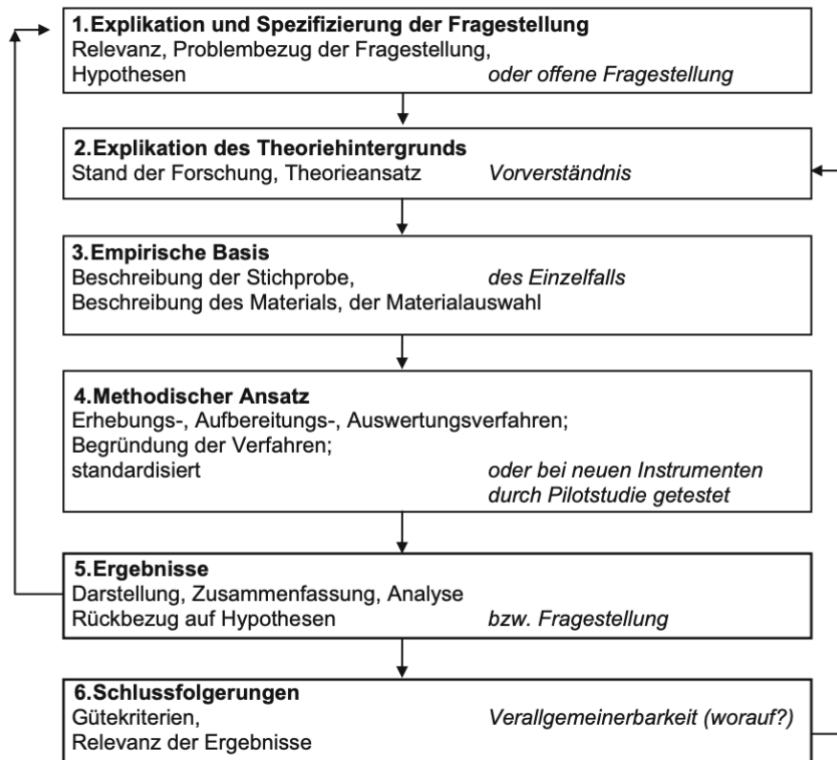 1.Explikation und Spezifizierung der Fragestellung
Relevanz, Problembezug der Fragestellung,
Hypothesen oder offene Fragestellung
2.Explikation des Theoriehintergrunds
Stand der Forschung, Theorieansatz Vorverständnis
3.Empirische Basis
Beschreibung der Stichprobe, des Einzelfalls
Beschreibung des Materials, der Materialauswahl
4.Methodischer Ansatz
Erhebungs-, Aufbereitungs-, Auswertungsverfahren;
Begründung der Verfahren;
standardisiert oder bei neuen Instrumenten
durch Pilotstudie getestet
5.Ergebnisse
Darstellung, Zusammenfassung, Analyse
Rückbezug auf Hypothesen bzw. Fragestellung
6.Schlussfolgerungen
Gütekriterien, Verallgemeinerbarkeit (worauf?)
Relevanz der Ergebnisse